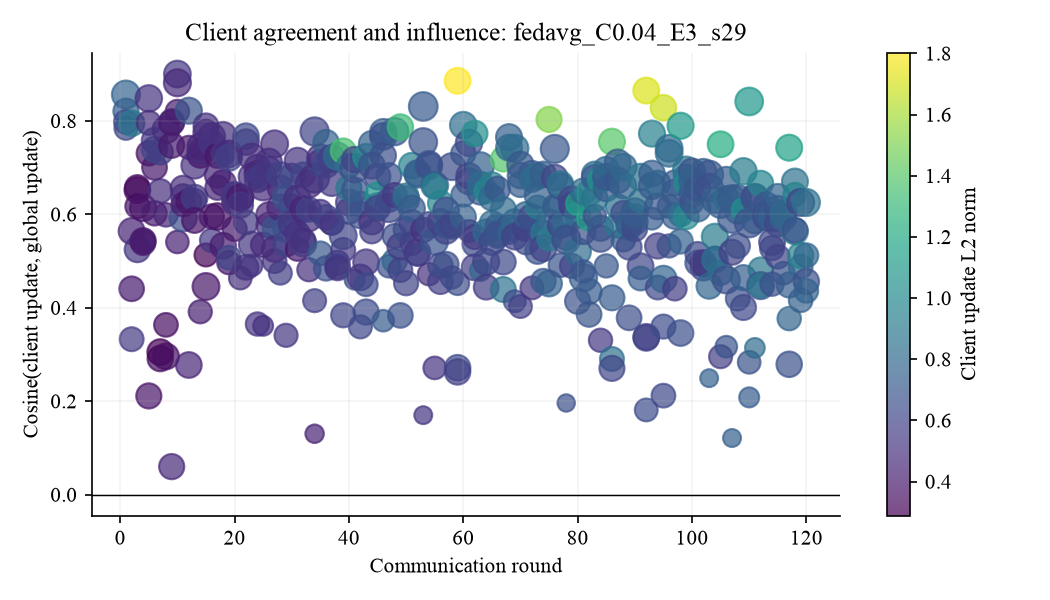 Client agreement and influence: fedavg_C0.04_E3_s29
Cosine(client update, global update)
0.8
0.6
0.4
0.2
0.0
0 20 40 60 80 100 120
Communication round
1.8
1.6
1.4
1.2
1.0
0.8
0.6
0.4
Client update L2 norm